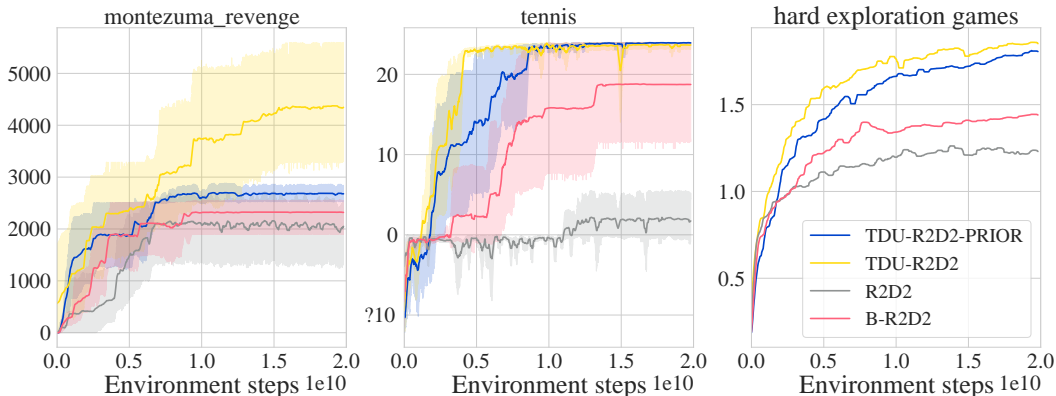 montezuma_revenge
5000
4000
3000
2000
1000
0
0.0 0.5 1.0 1.5 2.0
Environment steps 1e10
tennis
20
10
0
?10
0.0 0.5 1.0 1.5 2.0
Environment steps 1e10
hard exploration games
1.5
1.0
0.5
TDU-R2D2-PRIOR
TDU-R2D2
R2D2
B-R2D2
0.0 0.5 1.0 1.5 2.0
Environment steps 1e10